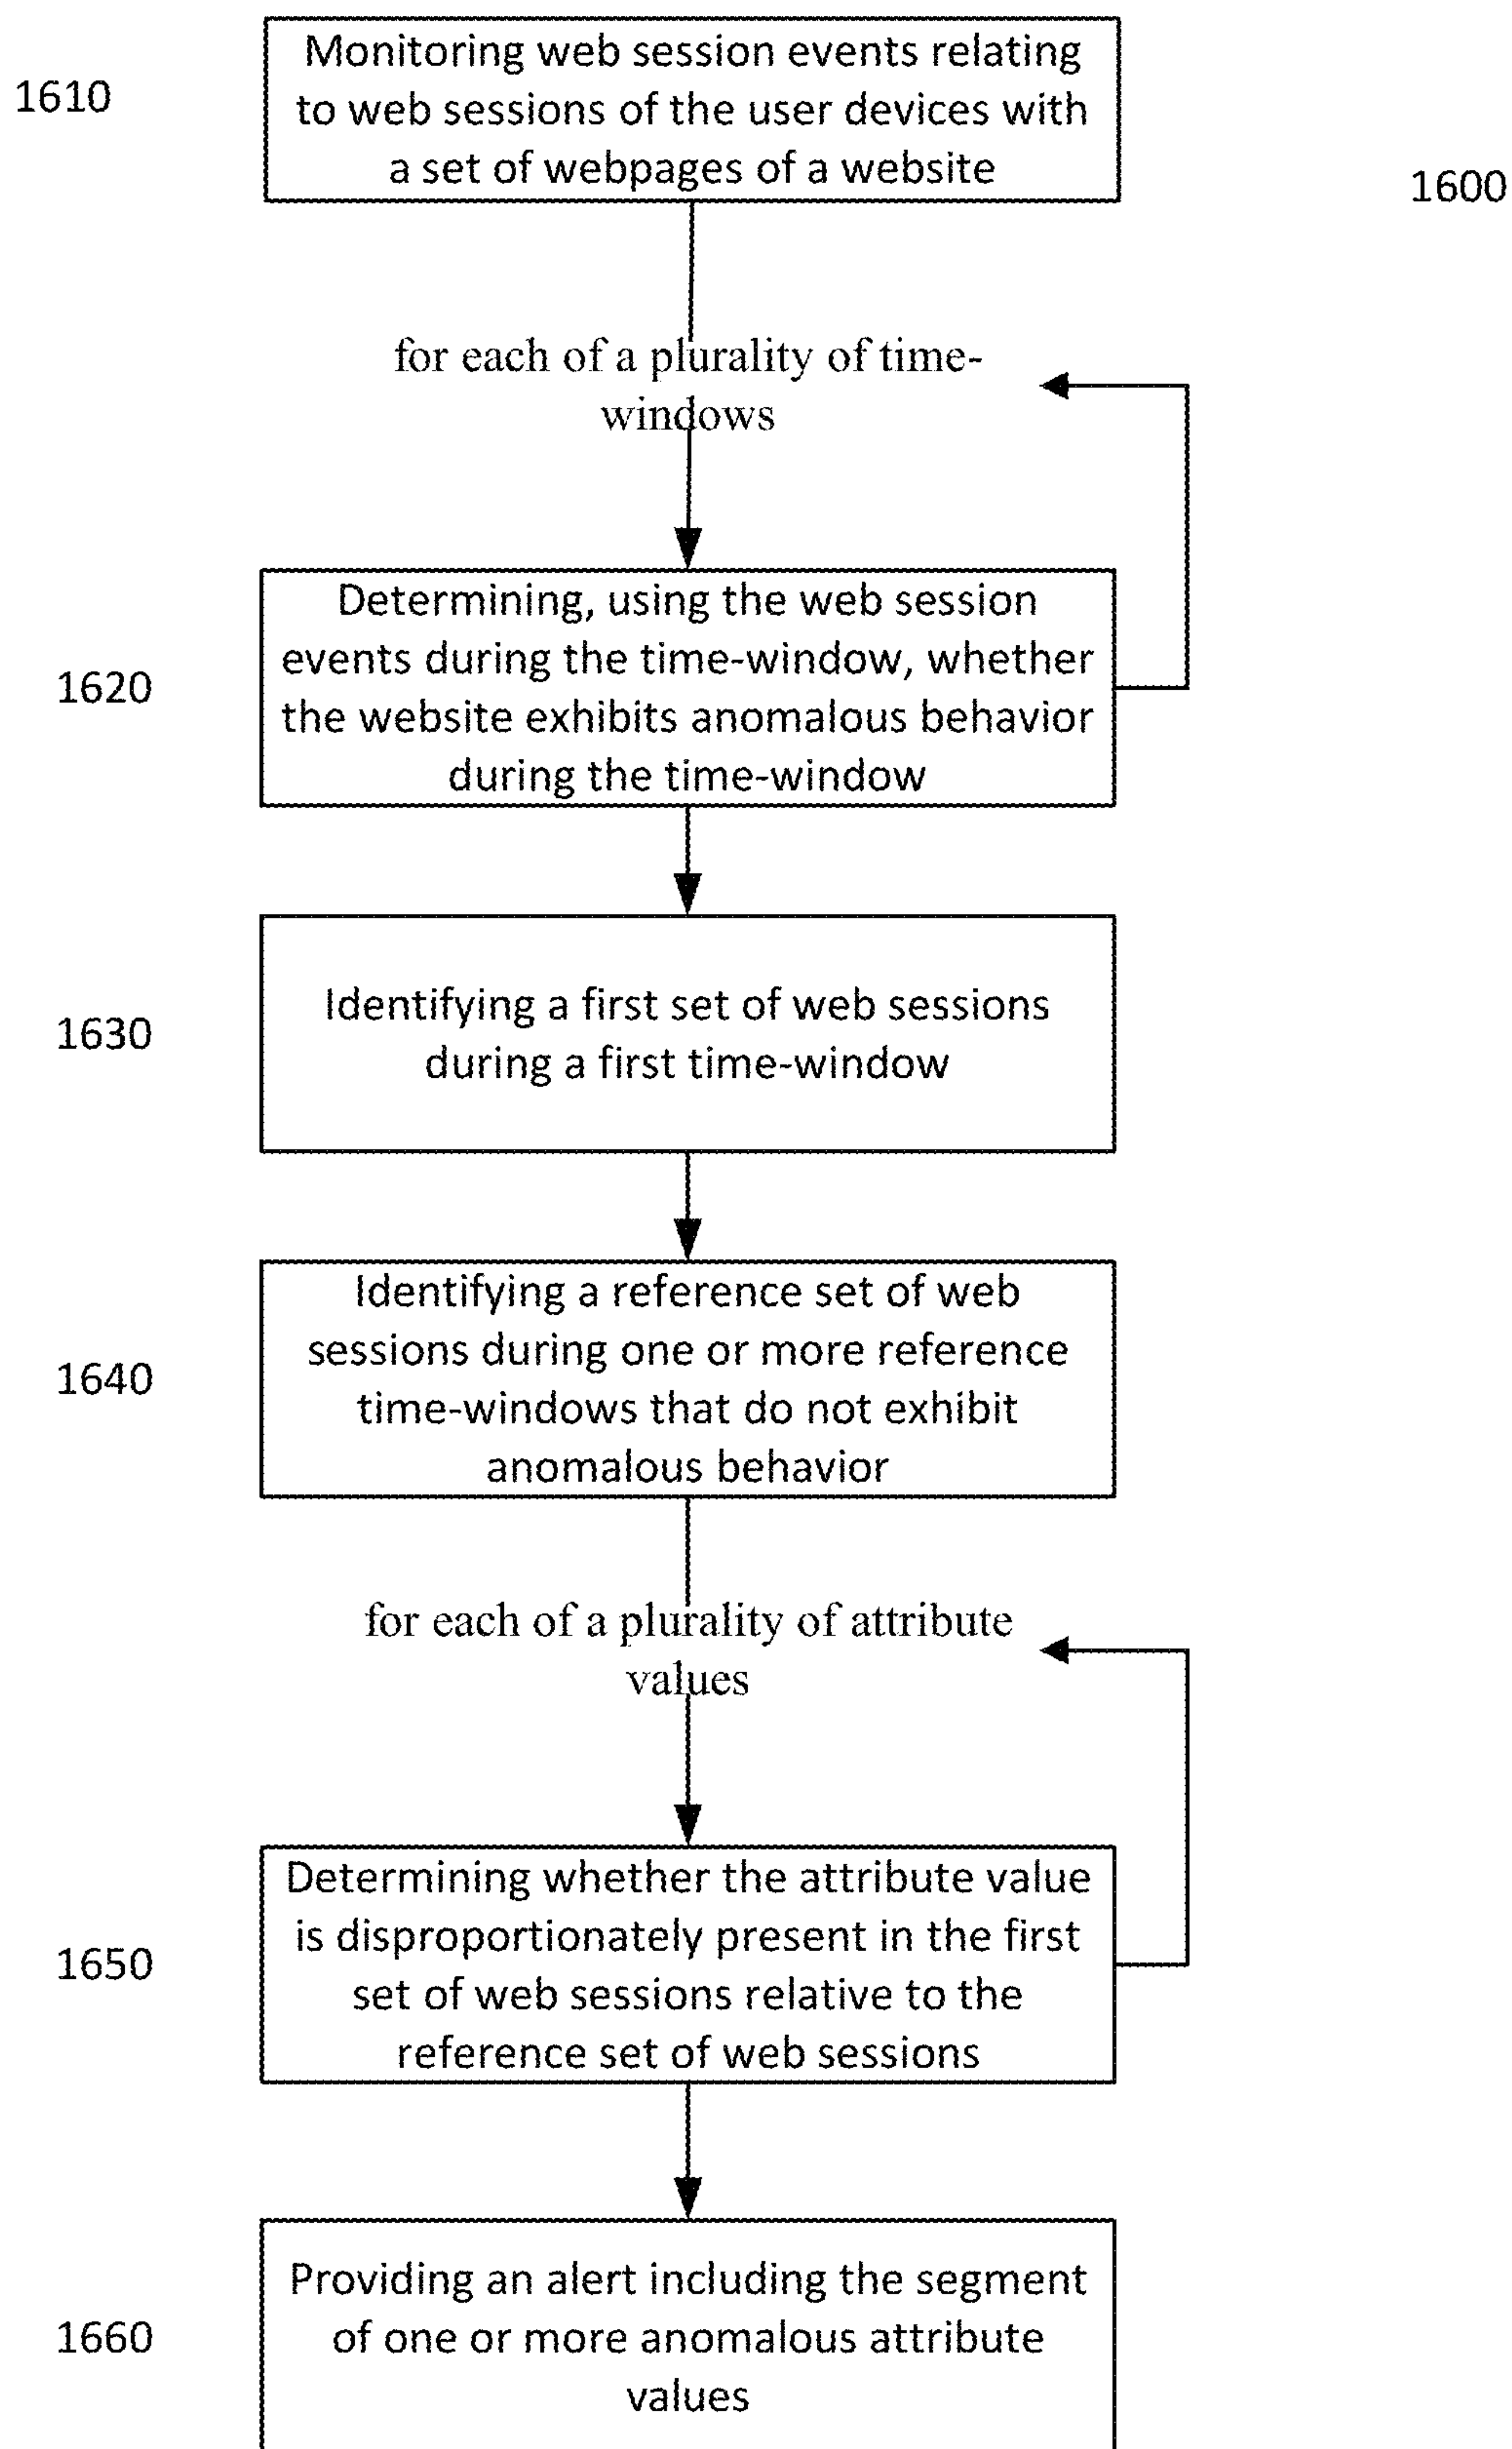 1610
Monitoring web session events relating
to web sessions of the user devices with
a set of webpages of a website
1600
for each of a plurality of time-
windows
1620
Determining, using the web session
events during the time-window, whether
the website exhibits anomalous behavior
during the time-window
1630
Identifying a first set of web sessions
during a first time-window
1640
Identifying a reference set of web
sessions during one or more reference
time-windows that do not exhibit
anomalous behavior
for each of a plurality of attribute
values
1650
Determining whether the attribute value
is disproportionately present in the first
set of web sessions relative to the
reference set of web sessions
1660
Providing an alert including the segment
of one or more anomalous attribute
values